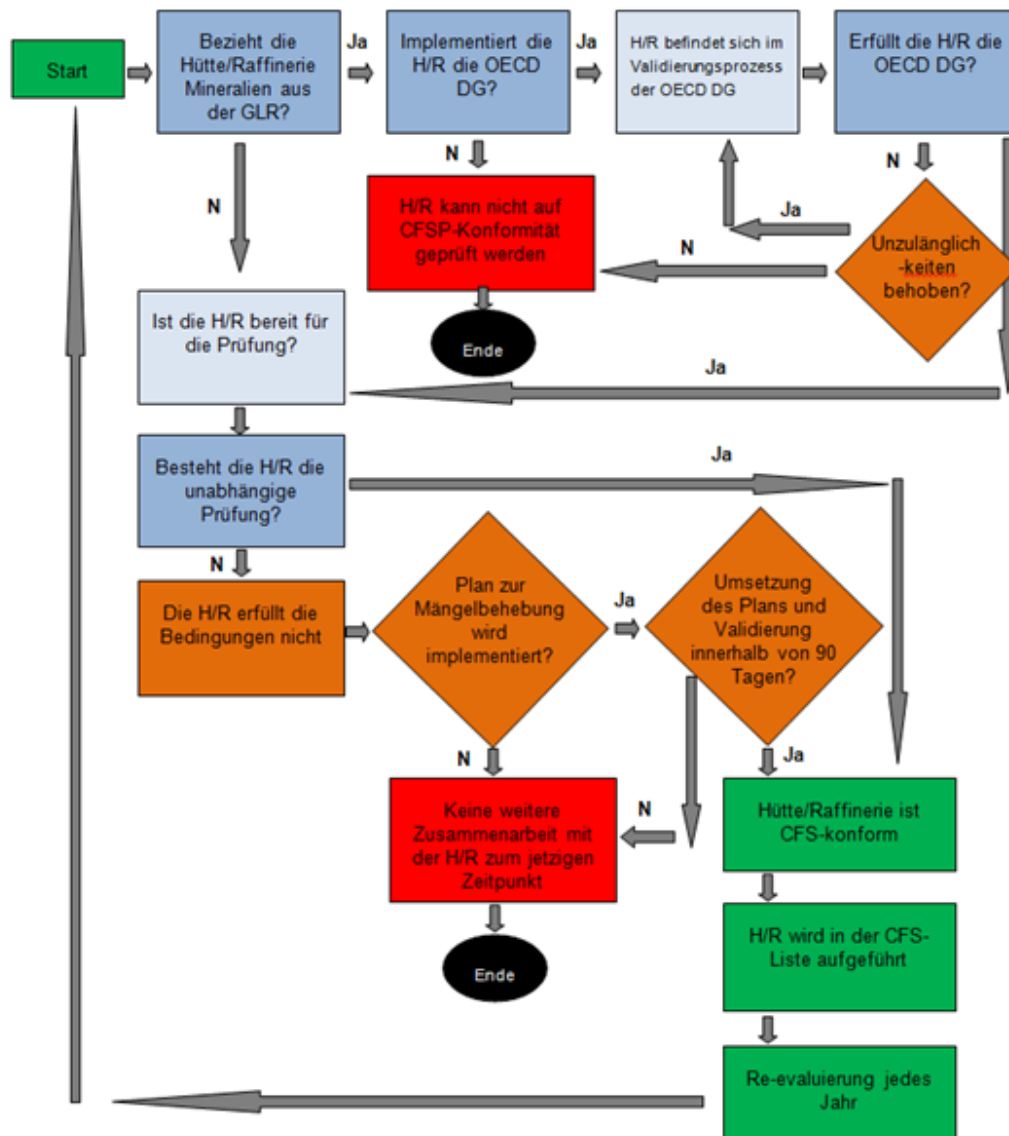 Start
Bezieht die
Hütte/Raffinerie
Mineralien aus
der GLR?
Ja
Implementiert die
H/R die OECD
DG?
Ja
H/R befindet sich im
Validierungsprozess
der OECD DG
Erfüllt die H/R die
OECD DG?
N
N
N
H/R kann nicht auf
CFSP-Konformität
geprüft werden
Ja
N
Unzulänglich
-keiten
behoben?
Ende
Ist die H/R bereit für
die Prüfung?
Ja
Besteht die H/R die
unabhängige
Prüfung?
Ja
N
Die H/R erfüllt die
Bedingungen nicht
Plan zur
Mängelbehebung
wird
implementiert?
Ja
Umsetzung
des Plans und
Validierung
innerhalb von 90
Tagen?
N
Ja
Keine weitere
Zusammenarbeit mit
der H/R zum jetzigen
Zeitpunkt
N
Hütte/Raffinerie ist
CFS-konform
Ende
H/R wird in der CFS-
Liste aufgeführt
Re-evaluierung jedes
Jahr